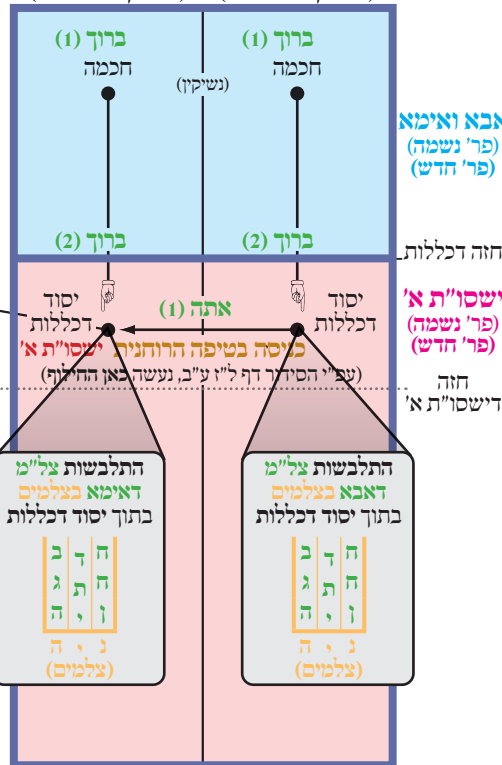 ברוך (1)
ברוך (1)
חכמה
חכמה
(נשיקין)
אבא ואימא
(פר' נשמה)
(פר' חדש)
ברוך (2)
ברוך (2)
חזה דכללות
יסוד
דכללות
אתה (1)
יסוד
דכללות
ישסו"ת א'
(פר' נשמה)
(פר' חדש)
כניסה בטיפה הרוחנית ישסו"ת א'
(עפ"י הסידור דף ל"ז ע"ב, נעשה כאן החילוף)
חזה
דישסו"ת א'
התלבשות צל"מ
דאבא בצלמים
בתוך יסוד דכללות
ח ד ב
ח ת ג
ן י ה
נ י ה
(צלמים)
התלבשות צל"מ
דאימא בצלמים
בתוך יסוד דכללות
ח ד ב
ח ת ג
ן י ה
נ י ה
(צלמים)